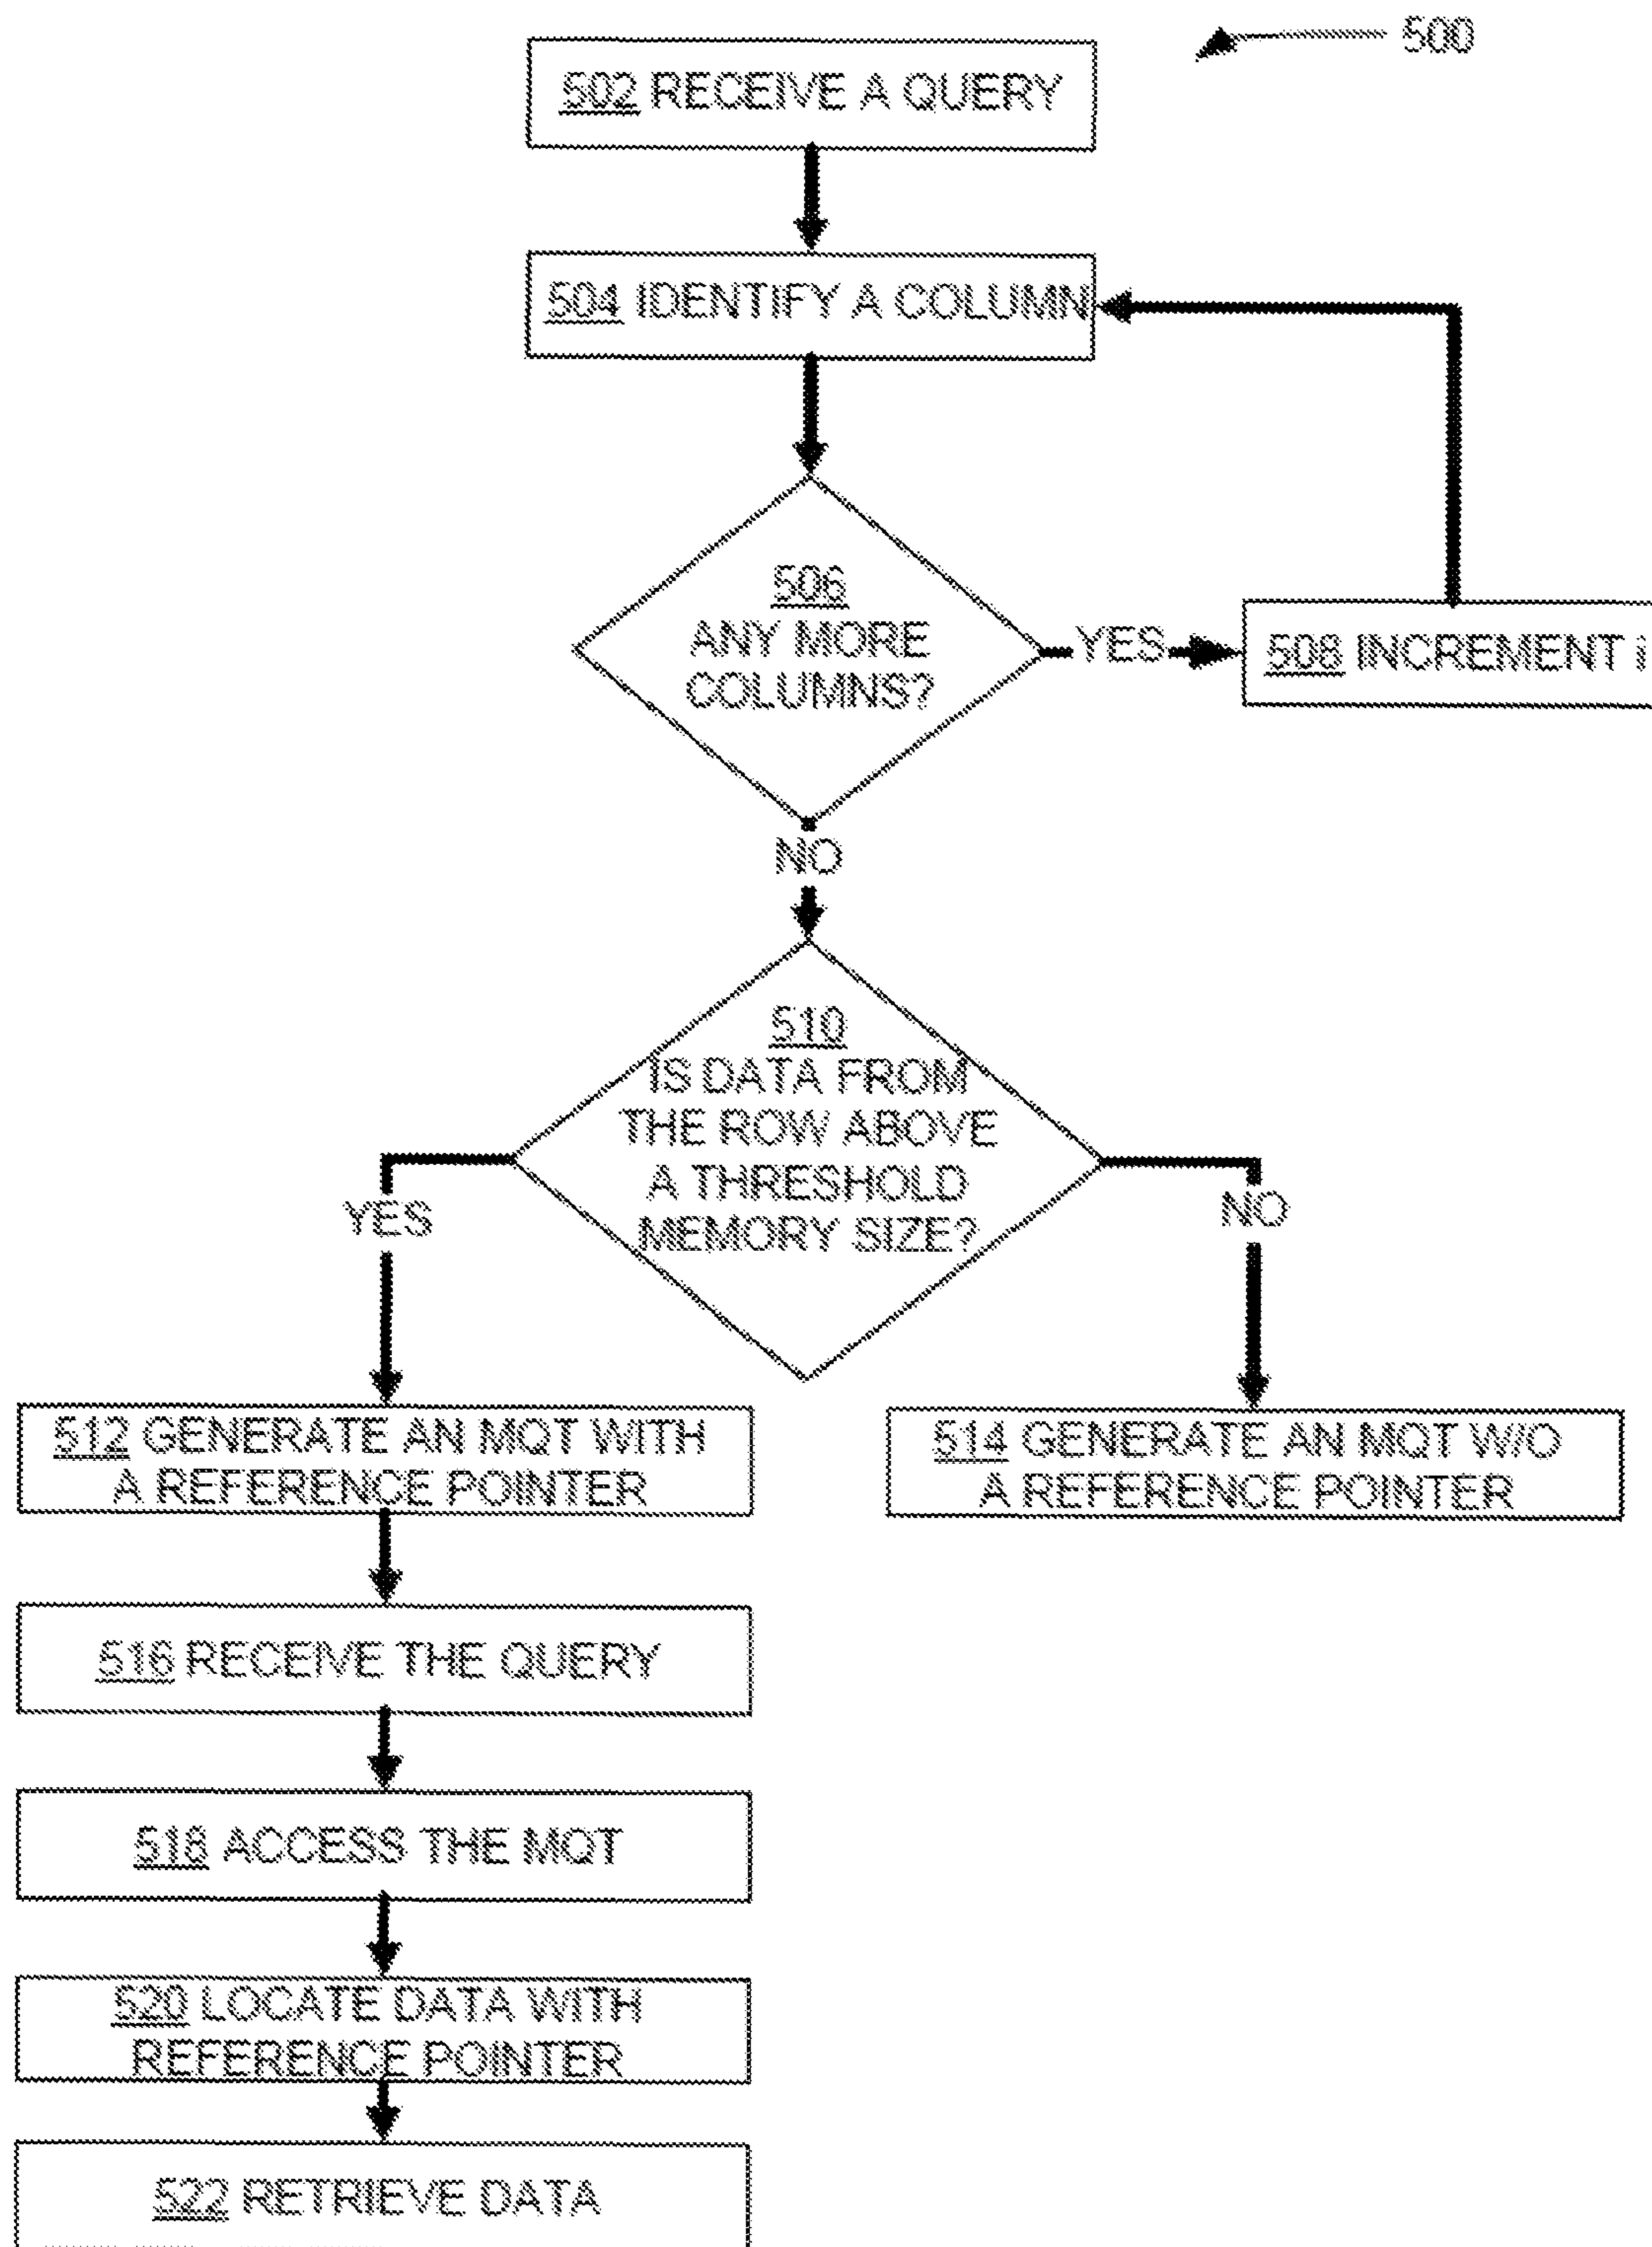 500
502 RECEIVE A QUERY
504 IDENTIFY A COLUMN
506
ANY MORE
COLUMNS?
YES
508 INCREMENT i
NO
510
IS DATA FROM
THE ROW ABOVE
A THRESHOLD
MEMORY SIZE?
YES
NO
512 GENERATE AN MQT WITH
A REFERENCE POINTER
514 GENERATE AN MQT W/O
A REFERENCE POINTER
516 RECEIVE THE QUERY
518 ACCESS THE MQT
520 LOCATE DATA WITH
REFERENCE POINTER
522 RETRIEVE DATA